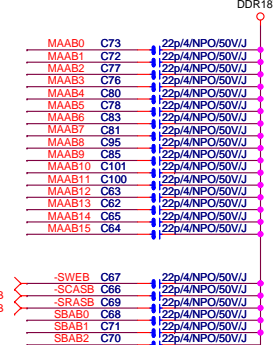 DDR18
MAAB0 C73 22p/4/NPO/50V/J
MAAB1 C72 22p/4/NPO/50V/J
MAAB2 C77 22p/4/NPO/50V/J
MAAB3 C76 22p/4/NPO/50V/J
MAAB4 C80 22p/4/NPO/50V/J
MAAB5 C78 22p/4/NPO/50V/J
MAAB6 C83 22p/4/NPO/50V/J
MAAB7 C81 22p/4/NPO/50V/J
MAAB8 C95 22p/4/NPO/50V/J
MAAB9 C85 22p/4/NPO/50V/J
MAAB10 C101 22p/4/NPO/50V/J
MAAB11 C100 22p/4/NPO/50V/J
MAAB12 C63 22p/4/NPO/50V/J
MAAB13 C62 22p/4/NPO/50V/J
MAAB14 C65 22p/4/NPO/50V/J
MAAB15 C64 22p/4/NPO/50V/J
-SWEB C67 22p/4/NPO/50V/J
-SCASB C66 22p/4/NPO/50V/J
-SRASB C69 22p/4/NPO/50V/J
SBAB0 C68 22p/4/NPO/50V/J
SBAB1 C71 22p/4/NPO/50V/J
SBAB2 C70 22p/4/NPO/50V/J